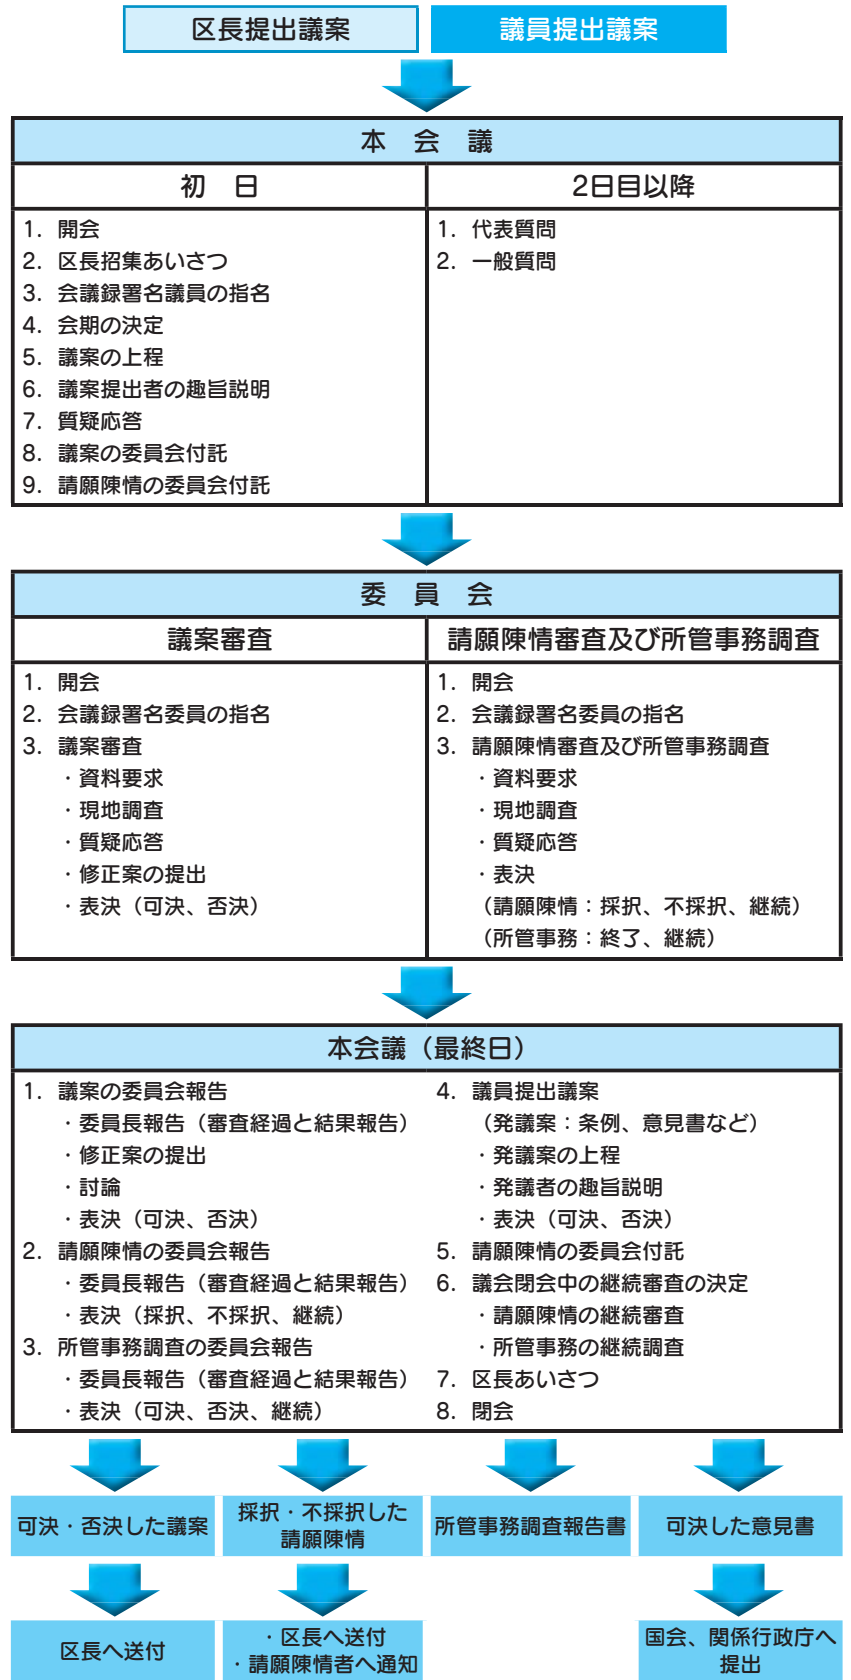 区長提出議案
議員提出議案
本　会　議
初　日
1. 開会
2. 区長招集あいさつ
3. 会議録署名議員の指名
4. 会期の決定
5. 議案の上程
6. 議案提出者の趣旨説明
7. 質疑応答
8. 議案の委員会付託
9. 請願陳情の委員会付託
2日目以降
1. 代表質問
2. 一般質問
委　員　会
議案審査
1. 開会
2. 会議録署名委員の指名
3. 議案審査
・資料要求
・現地調査
・質疑応答
・修正案の提出
・表決（可決、否決）
請願陳情審査及び所管事務調査
1. 開会
2. 会議録署名委員の指名
3. 請願陳情審査及び所管事務調査
・資料要求
・現地調査
・質疑応答
・表決
（請願陳情：採択、不採択、継続）
（所管事務：終了、継続）
本会議（最終日）
1. 議案の委員会報告
・委員長報告（審査経過と結果報告）
・修正案の提出
・討論
・表決（可決、否決）
2. 請願陳情の委員会報告
・委員長報告（審査経過と結果報告）
・表決（採択、不採択、継続）
3. 所管事務調査の委員会報告
・委員長報告（審査経過と結果報告）
・表決（可決、否決、継続）
4. 議員提出議案
（発議案：条例、意見書など）
・発議案の上程
・発議者の趣旨説明
・表決（可決、否決）
5. 請願陳情の委員会付託
6. 議会閉会中の継続審査の決定
・請願陳情の継続審査
・所管事務の継続調査
7. 区長あいさつ
8. 閉会
可決・否決した議案
採択・不採択した
請願陳情
所管事務調査報告書
可決した意見書
区長へ送付
・区長へ送付
・請願陳情者へ通知
国会、関係行政庁へ
提出